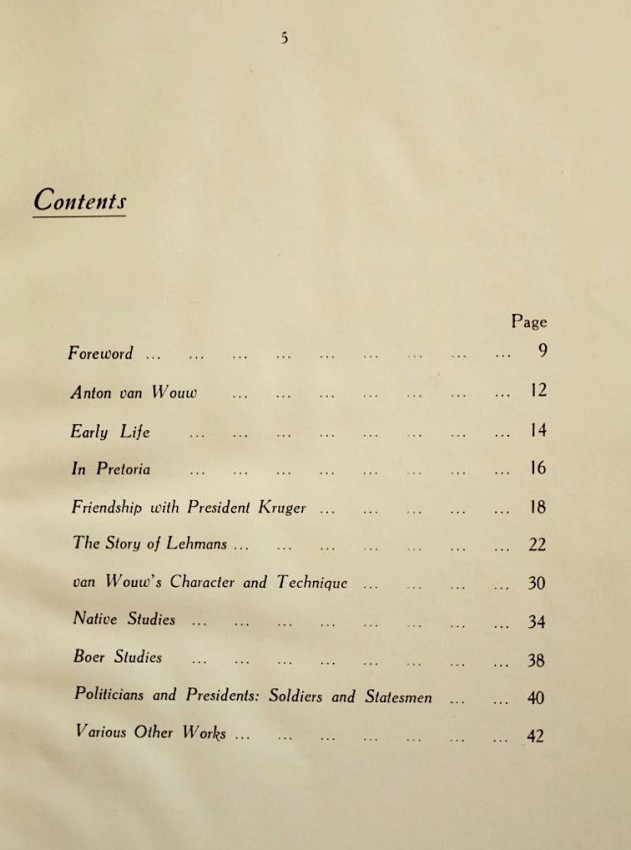 5
Contents
Page
Foreword ... ... ... ... ... ... ... ... ... 9
Anton van Wouw ... ... ... ... ... ... ... 12
Early Life ... ... ... ... ... ... ... ... 14
In Pretoria ... ... ... ... ... ... ... ... 16
Friendship with President Kruger ... ... ... ... ... 18
The Story of Lehmans ... ... ... ... ... ... ... 22
van Wouw's Character and Technique ... ... ... ... 30
Native Studies ... ... ... ... ... ... ... ... 34
Boer Studies ... ... ... ... ... ... ... ... 38
Politicians and Presidents: Soldiers and Statesmen ... ... 40
Various Other Works ... ... ... ... ... ... ... 42